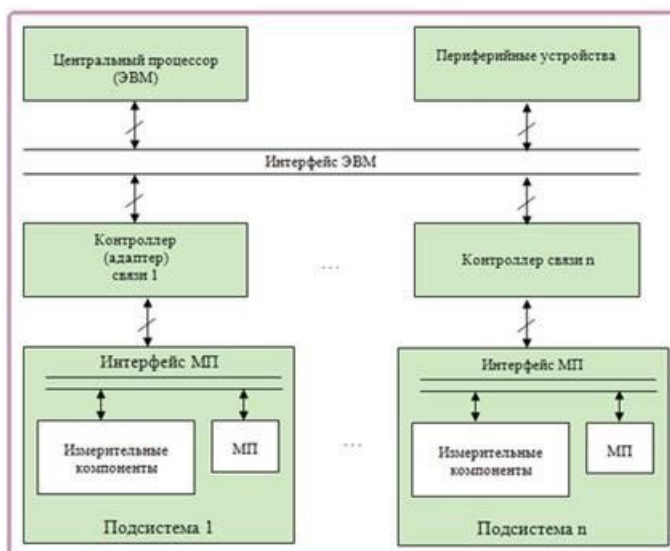 Центральный процессор
(ЭВМ)
Периферийные устройства
Интерфейс ЭВМ
Контроллер
(адаптер)
связи 1
...
Контроллер связи n
Интерфейс МП
Измерительные
компоненты
МП
Подсистема 1
...
Интерфейс МП
Измерительные
компоненты
МП
Подсистема n